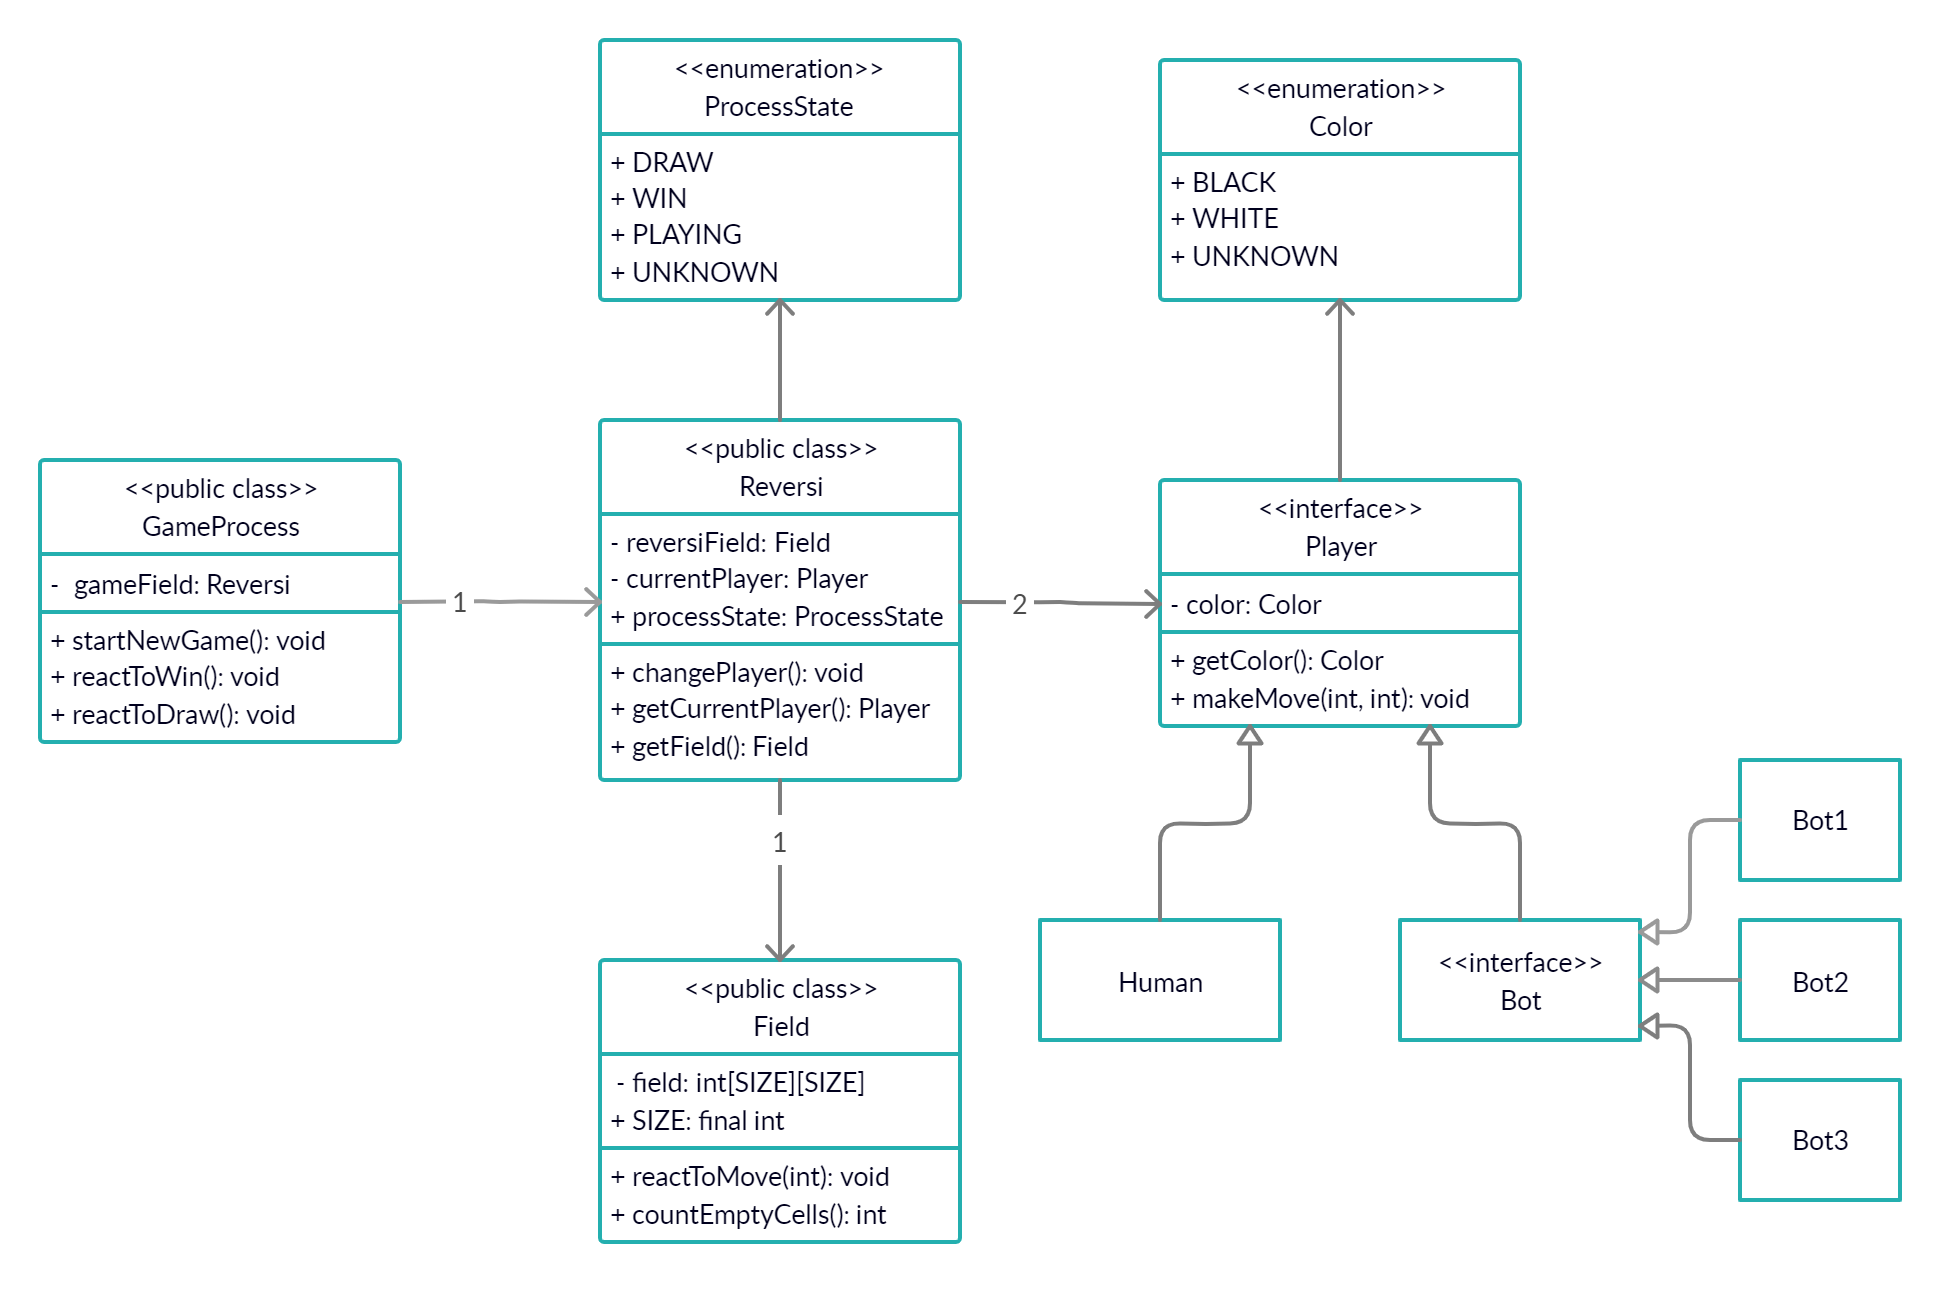 <<enumeration>>
ProcessState
+ DRAW
+ WIN
+ PLAYING
+ UNKNOWN
<<enumeration>>
Color
+ BLACK
+ WHITE
+ UNKNOWN
<<public class>>
GameProcess
- gameField: Reversi
+ startNewGame(): void
+ reactToWin(): void
+ reactToDraw(): void
1
<<public class>>
Reversi
- reversiField: Field
- currentPlayer: Player
+ processState: ProcessState
+ changePlayer(): void
+ getCurrentPlayer(): Player
+ getField(): Field
2
<<interface>>
Player
- color: Color
+ getColor(): Color
+ makeMove(int, int): void
1
<<public class>>
Field
- field: int[SIZE][SIZE]
+ SIZE: final int
+ reactToMove(int): void
+ countEmptyCells(): int
Human
<<interface>>
Bot
Bot1
Bot2
Bot3